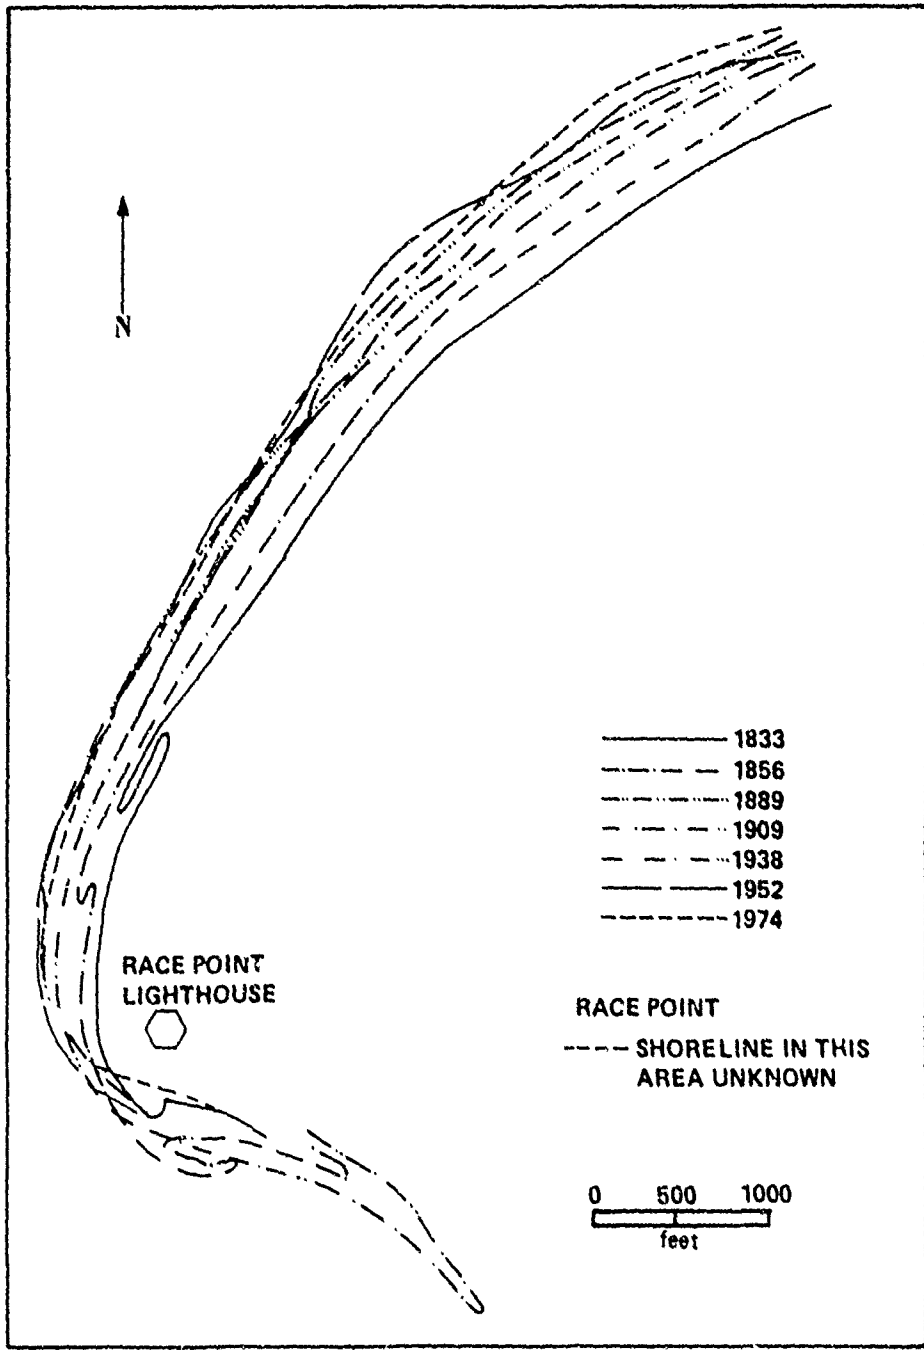 N
1833
1856
1889
1909
1938
1952
1974
RACE POINT
LIGHTHOUSE
RACE POINT
---- SHORELINE IN THIS
AREA UNKNOWN
0 500 1000
feet